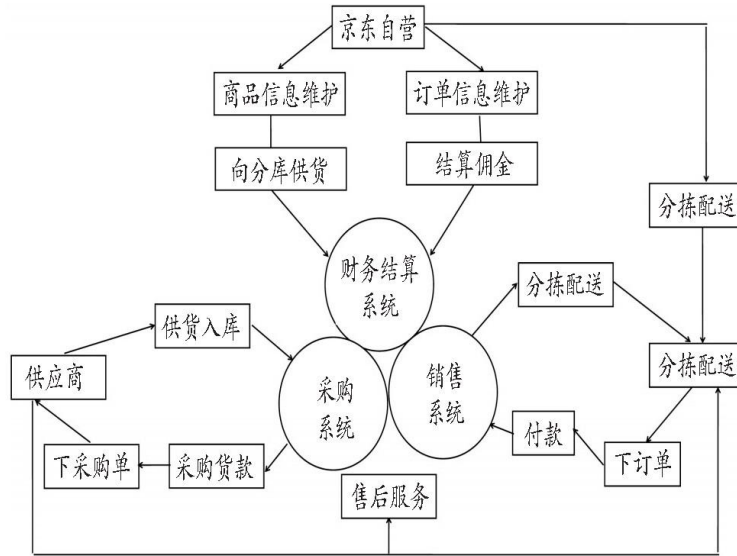 京东自营
商品信息维护
订单信息维护
向分库供货
结算佣金
分拣配送
财务结算
系统
分拣配送
供货入库
供应商
采购
系统
销售
系统
分拣配送
付款
下采购单
采购货款
下订单
售后服务